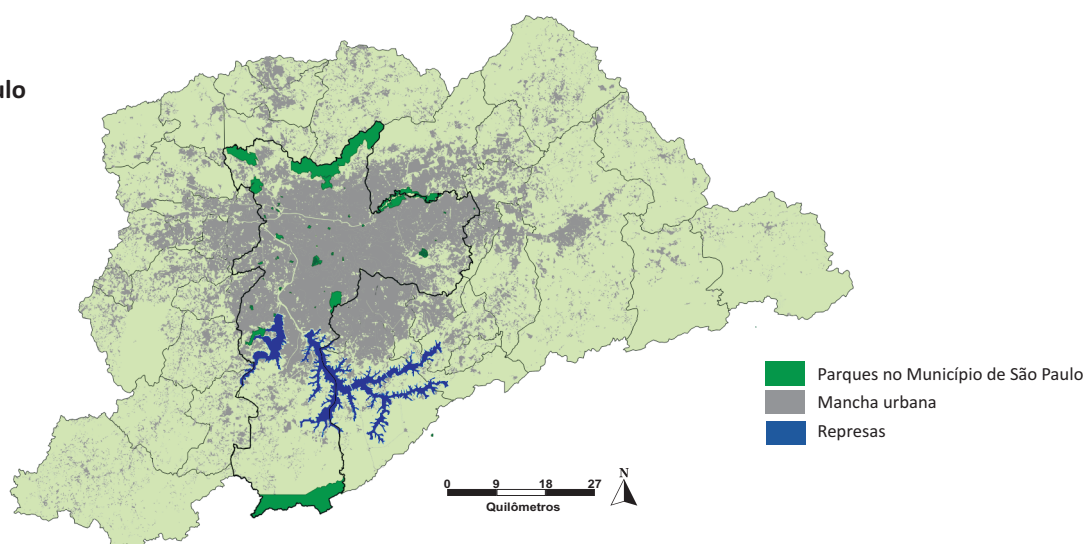 ulo
Parques no Município de São Paulo
Mancha urbana
Represas
0 9 18 27
N
Quilômetros